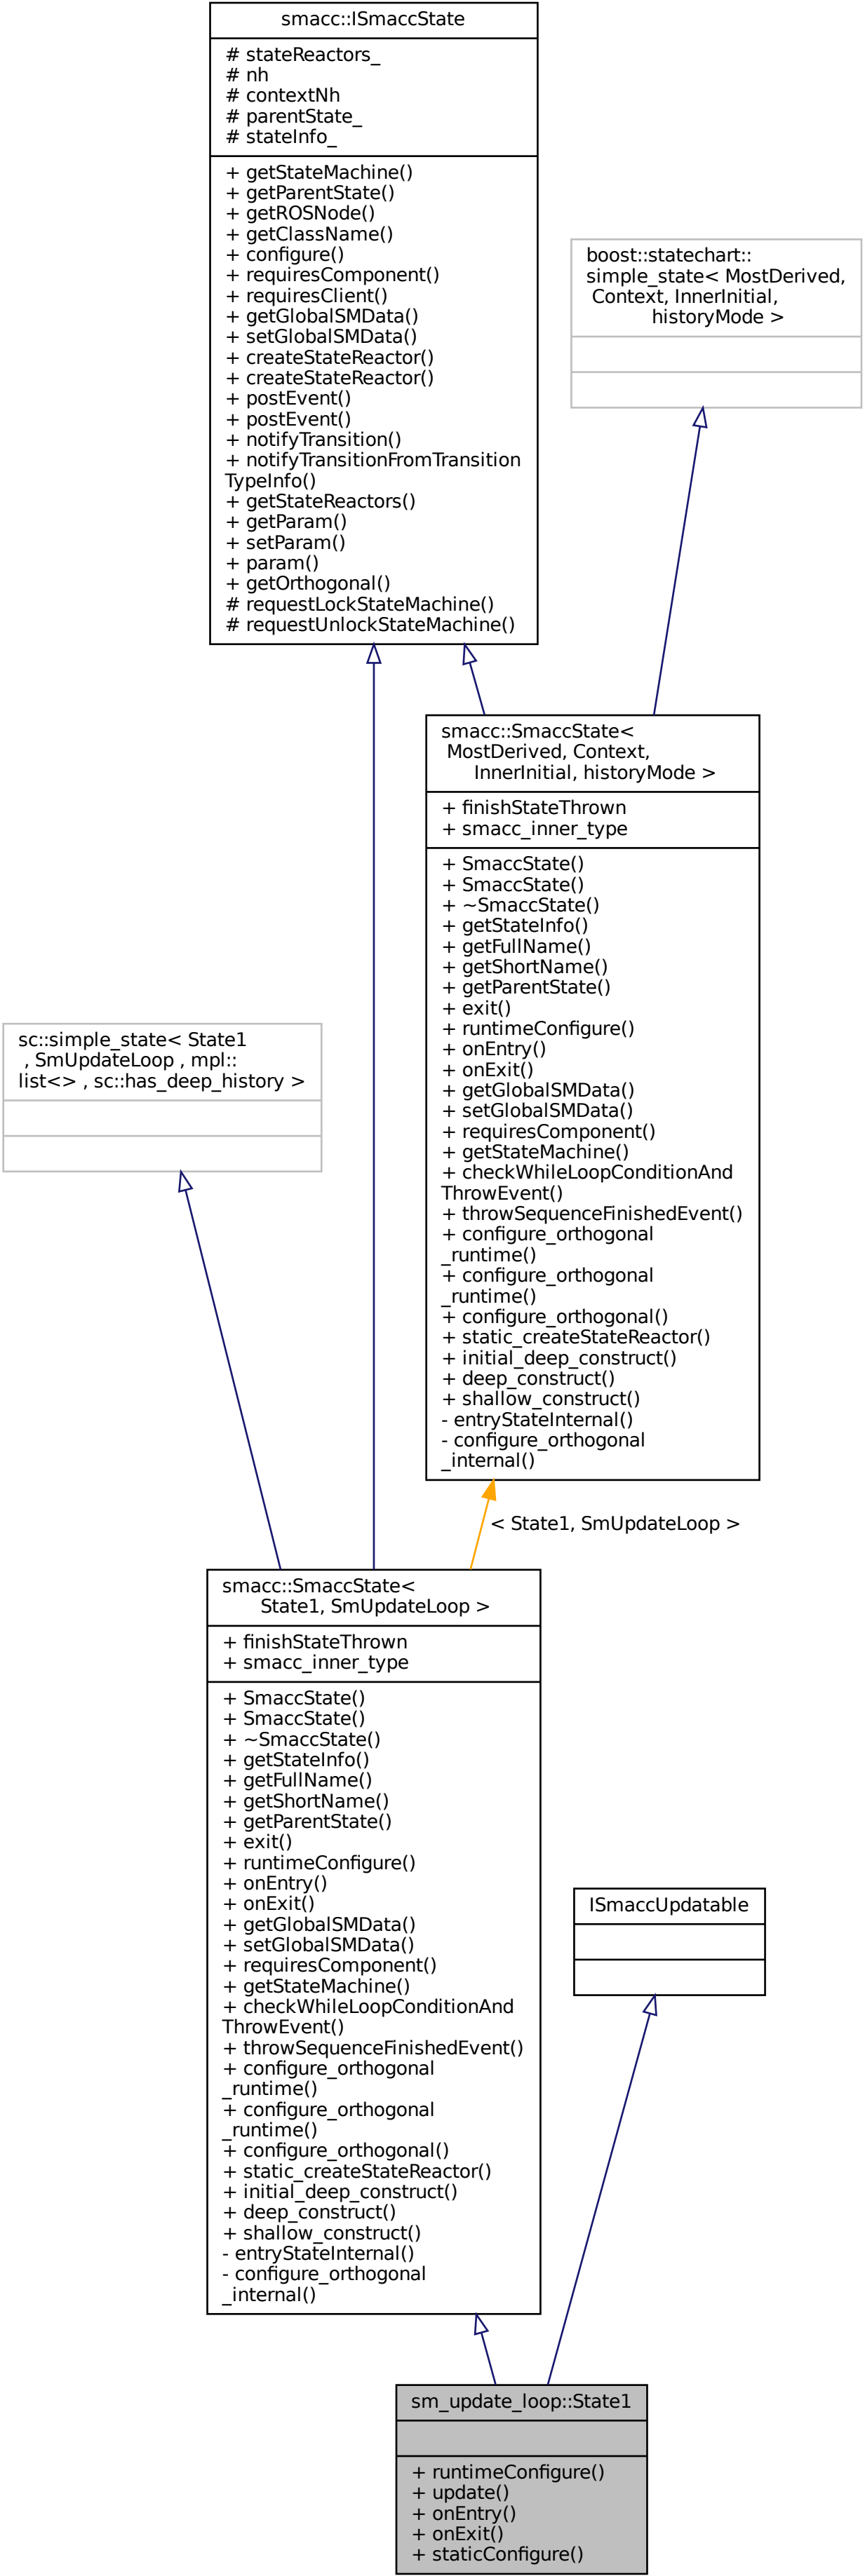 smacc::ISmaccState
# stateReactors_
# nh
# contextNh
# parentState_
# stateInfo_
+ getStateMachine()
+ getParentState()
+ getROSNode()
+ getClassName()
+ configure()
+ requiresComponent()
+ requiresClient()
+ getGlobalSMData()
+ setGlobalSMData()
+ createStateReactor()
+ createStateReactor()
+ postEvent()
+ postEvent()
+ notifyTransition()
+ notifyTransitionFromTransition
TypeInfo()
+ getStateReactors()
+ getParam()
+ setParam()
+ param()
+ getOrthogonal()
# requestLockStateMachine()
# requestUnlockStateMachine()
boost::statechart::
simple_state< MostDerived,
Context, InnerInitial,
historyMode >
smacc::SmaccState<
MostDerived, Context,
InnerInitial, historyMode >
+ finishStateThrown
+ smacc_inner_type
+ SmaccState()
+ SmaccState()
+ ~SmaccState()
+ getStateInfo()
+ getFullName()
+ getShortName()
+ getParentState()
+ exit()
+ runtimeConfigure()
+ onEntry()
+ onExit()
+ getGlobalSMData()
+ setGlobalSMData()
+ requiresComponent()
+ getStateMachine()
+ checkWhileLoopConditionAnd
ThrowEvent()
+ throwSequenceFinishedEvent()
+ configure_orthogonal
_runtime()
+ configure_orthogonal
_runtime()
+ configure_orthogonal()
+ static_createStateReactor()
+ initial_deep_construct()
+ deep_construct()
+ shallow_construct()
- entryStateInternal()
- configure_orthogonal
_internal()
sc::simple_state< State1
, SmUpdateLoop , mpl::
list<> , sc::has_deep_history >
< State1, SmUpdateLoop >
smacc::SmaccState<
State1, SmUpdateLoop >
+ finishStateThrown
+ smacc_inner_type
+ SmaccState()
+ SmaccState()
+ ~SmaccState()
+ getStateInfo()
+ getFullName()
+ getShortName()
+ getParentState()
+ exit()
+ runtimeConfigure()
+ onEntry()
+ onExit()
+ getGlobalSMData()
+ setGlobalSMData()
+ requiresComponent()
+ getStateMachine()
+ checkWhileLoopConditionAnd
ThrowEvent()
+ throwSequenceFinishedEvent()
+ configure_orthogonal
_runtime()
+ configure_orthogonal
_runtime()
+ configure_orthogonal()
+ static_createStateReactor()
+ initial_deep_construct()
+ deep_construct()
+ shallow_construct()
- entryStateInternal()
- configure_orthogonal
_internal()
ISmaccUpdatable
sm_update_loop::State1
+ runtimeConfigure()
+ update()
+ onEntry()
+ onExit()
+ staticConfigure()